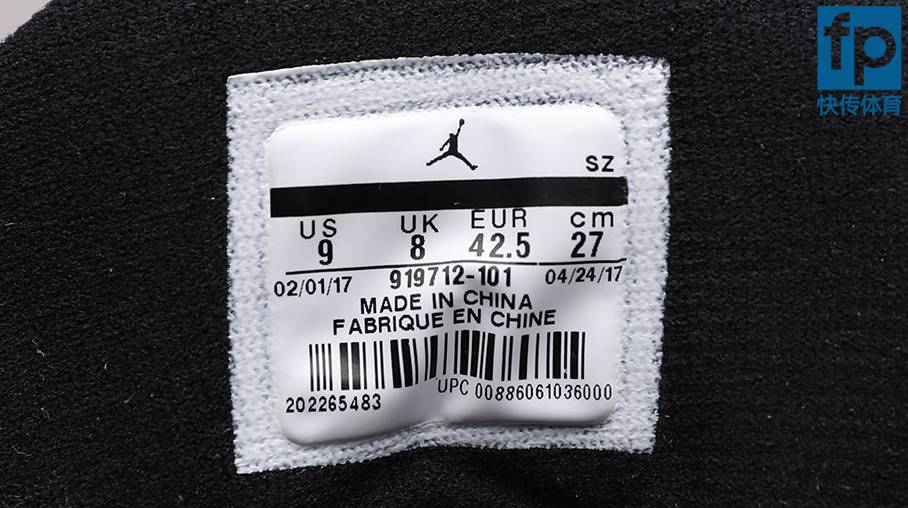 fp
快传体育
SZ
US UK EUR cm
9 8 42.5 27
02/01/17 919712-101 04/24/17
MADE IN CHINA
FABRIQUE EN CHINE
202265483 UPC 00886061036000